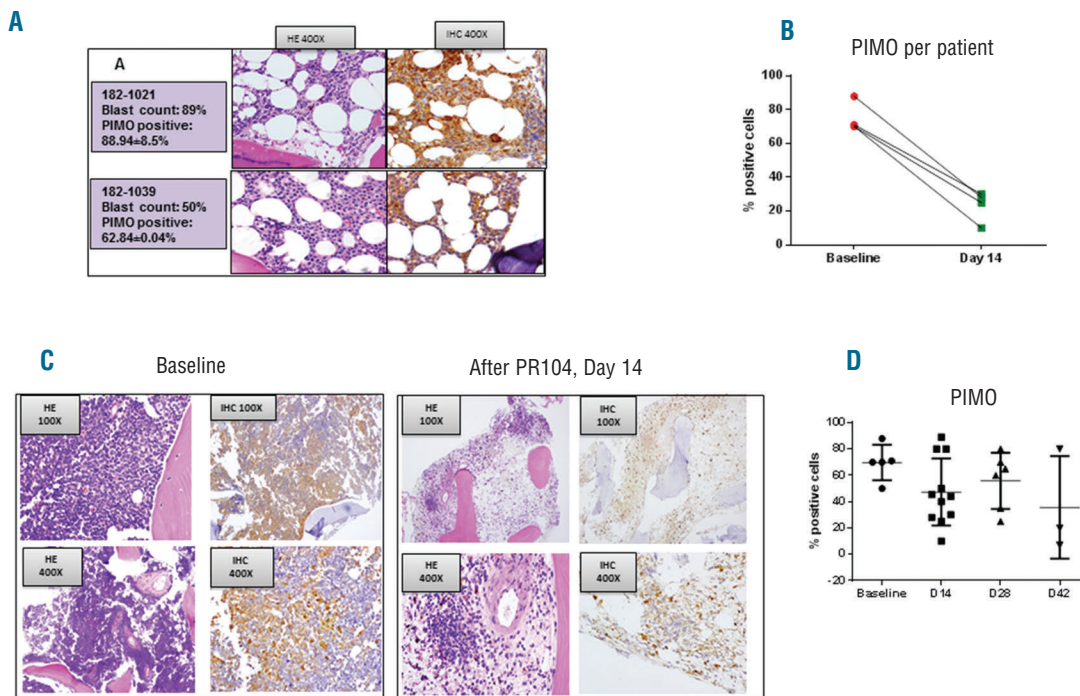 A
HE 400X
IHC 400X
A
182-1021
Blast count: 89%
PIMO positive:
88.94±8.5%
182-1039
Blast count: 50%
PIMO positive:
62.84±0.04%
B
PIMO per patient
% positive cells
100
80
60
40
20
0
Baseline
Day 14
C
Baseline
After PR104, Day 14
HE
100X
IHC 100X
HE
100X
IHC
100X
HE
400X
IHC
400X
HE
400X
IHC
400X
D
PIMO
% positive cells
100
80
60
40
20
0
-20
Baseline
D14
D28
D42